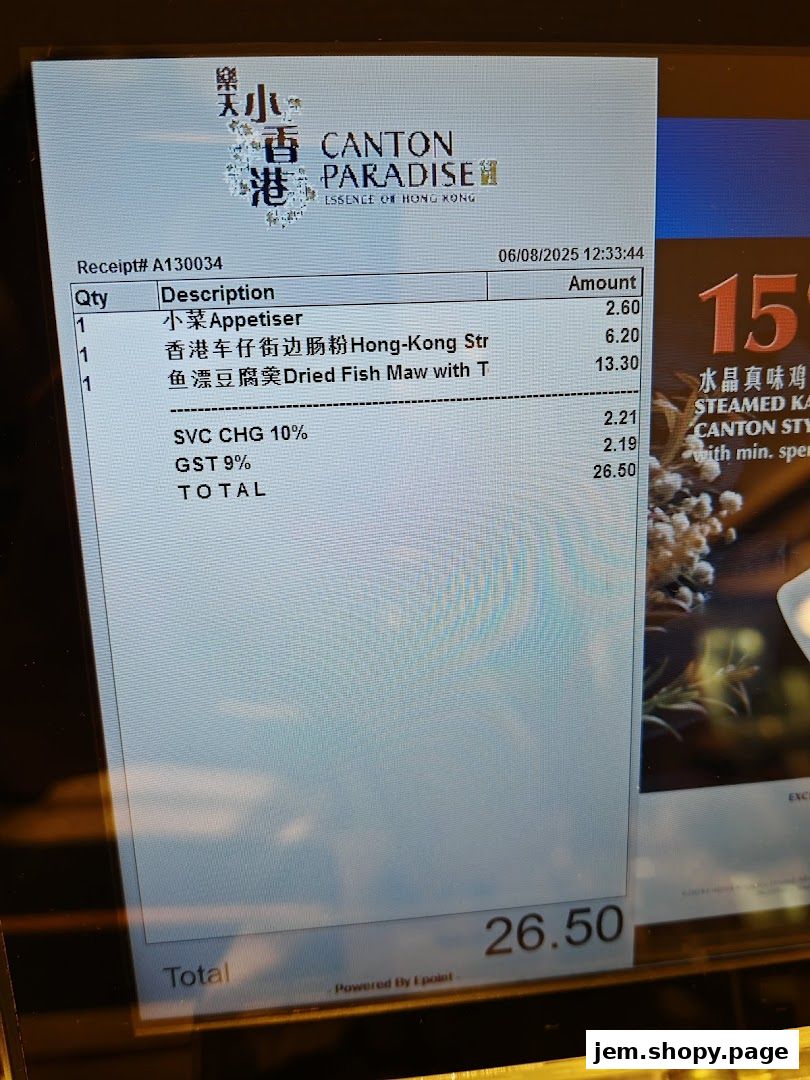 樂天小香港
CANTON
PARADISE
ESSENCE OF HONG KONG
Receipt# A130034
06/08/2025 12:33:44
Qty Description Amount
1 小菜Appetiser 2.60
1 香港车仔街边肠粉Hong-Kong Str 6.20
1 鱼漂豆腐羹Dried Fish Maw with T 13.30
SVC CHG 10% 2.21
GST 9% 2.19
TOTAL 26.50
Total 26.50
- Powered By Epoint -
15
水晶真味鸡
STEAMED KA
CANTON STY
with min. spe
EXC
jem.shopy.page